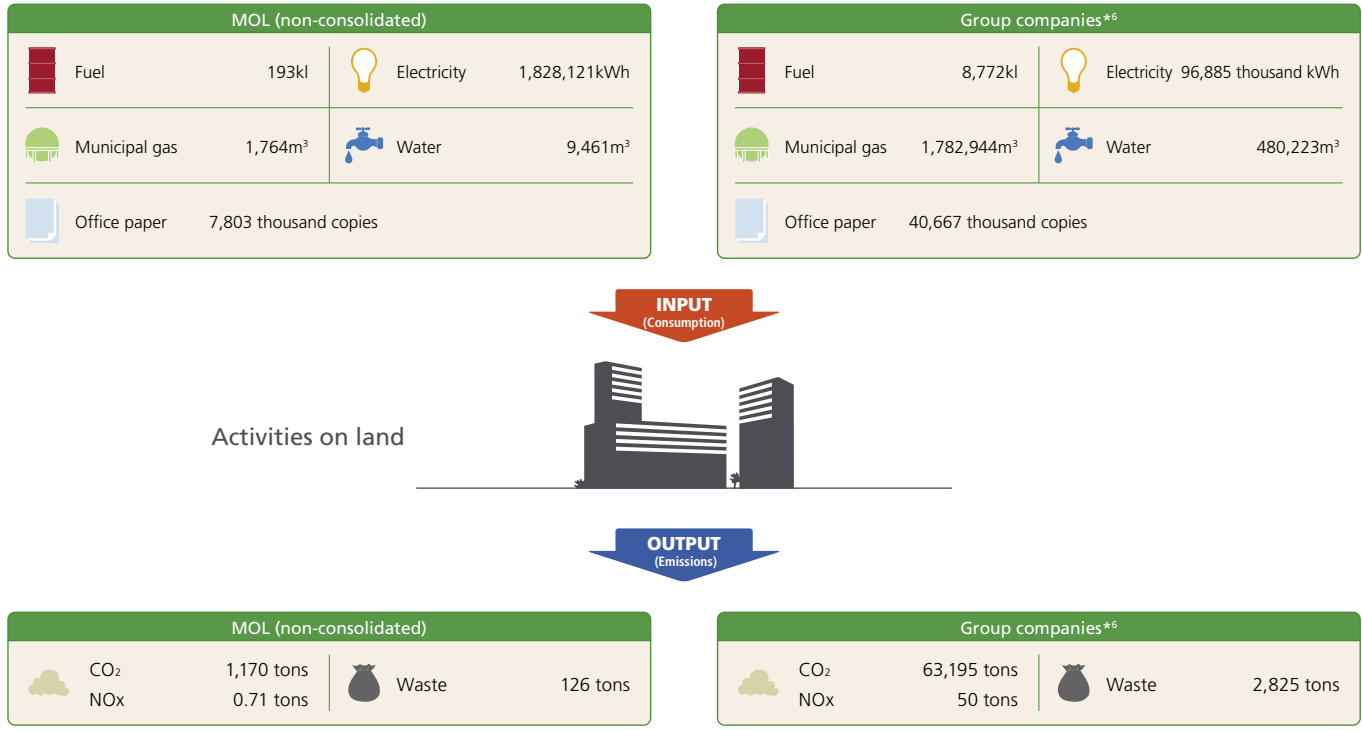 MOL (non-consolidated)
Fuel 193kl Electricity 1,828,121kWh
Municipal gas 1,764m³ Water 9,461m³
Office paper 7,803 thousand copies
Group companies*⁶
Fuel 8,772kl Electricity 96,885 thousand kWh
Municipal gas 1,782,944m³ Water 480,223m³
Office paper 40,667 thousand copies
INPUT
(Consumption)
Activities on land
OUTPUT
(Emissions)
MOL (non-consolidated)
CO₂ 1,170 tons
NOx 0.71 tons
Waste 126 tons
Group companies*⁶
CO₂ 63,195 tons
NOx 50 tons
Waste 2,825 tons